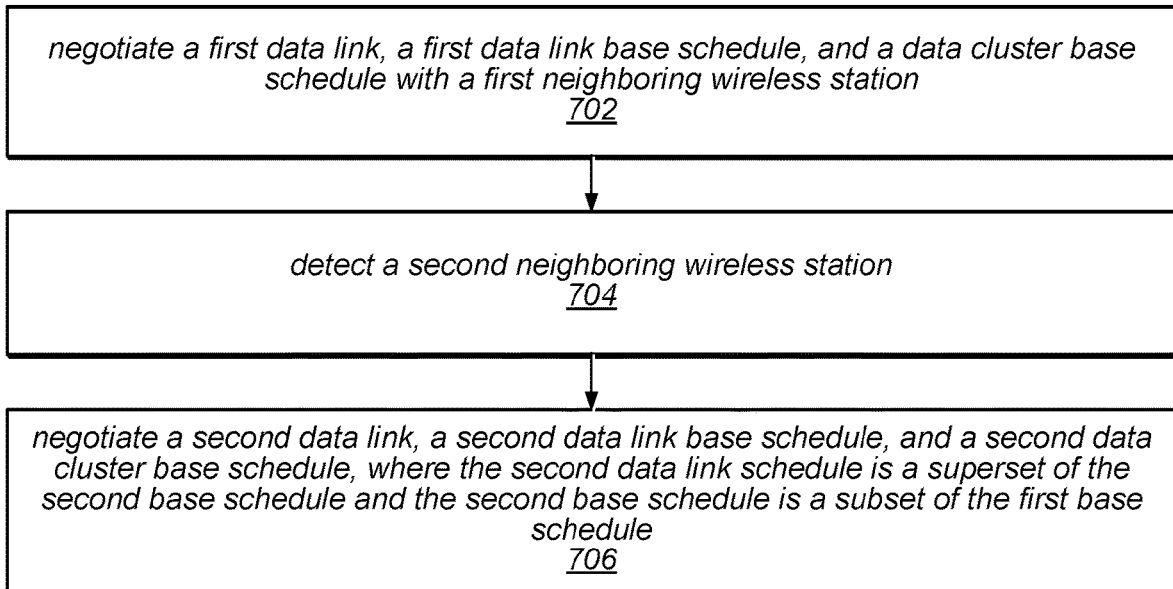 negotiate a first data link, a first data link base schedule, and a data cluster base
schedule with a first neighboring wireless station
702
detect a second neighboring wireless station
704
negotiate a second data link, a second data link base schedule, and a second data
cluster base schedule, where the second data link schedule is a superset of the
second base schedule and the second base schedule is a subset of the first base
schedule
706